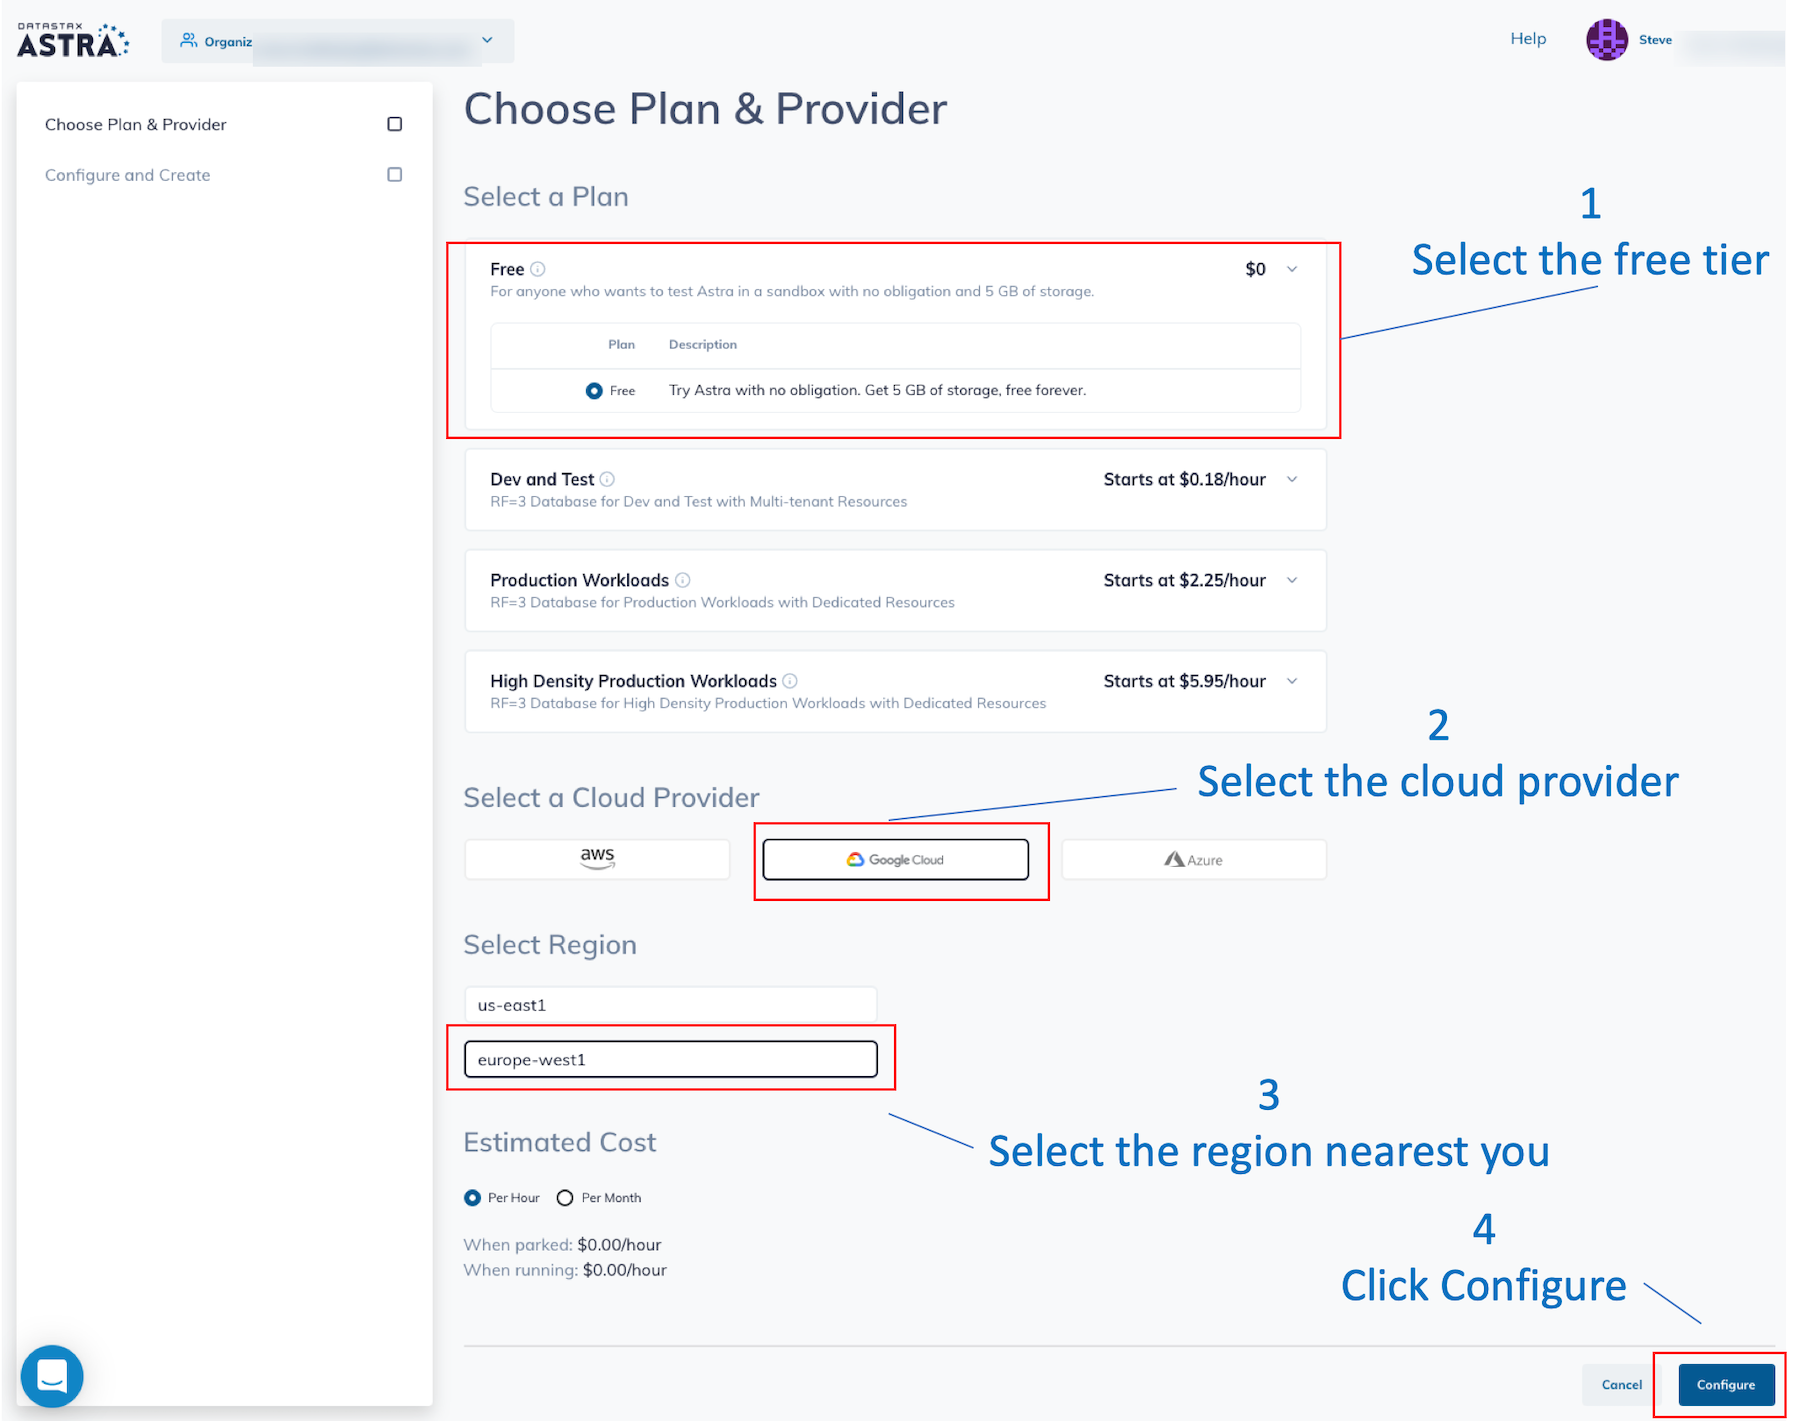 DATASTAX
ASTRA
Organiz
Help
Steve
Choose Plan & Provider
Configure and Create
Choose Plan & Provider
Select a Plan
1
Select the free tier
Free
$0
For anyone who wants to test Astra in a sandbox with no obligation and 5 GB of storage.
Plan Description
Free Try Astra with no obligation. Get 5 GB of storage, free forever.
Dev and Test
Starts at $0.18/hour
RF=3 Database for Dev and Test with Multi-tenant Resources
Production Workloads
Starts at $2.25/hour
RF=3 Database for Production Workloads with Dedicated Resources
High Density Production Workloads
Starts at $5.95/hour
RF=3 Database for High Density Production Workloads with Dedicated Resources
2
Select the cloud provider
Select a Cloud Provider
aws
Google Cloud
Azure
Select Region
us-east1
europe-west1
3
Select the region nearest you
Estimated Cost
Per Hour Per Month
When parked: $0.00/hour
When running: $0.00/hour
4
Click Configure
Cancel
Configure